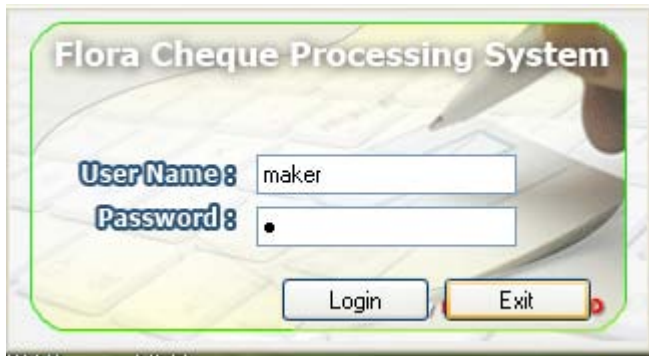 Flora Cheque Processing System
User Name :
maker
Password :
●
Login
Exit